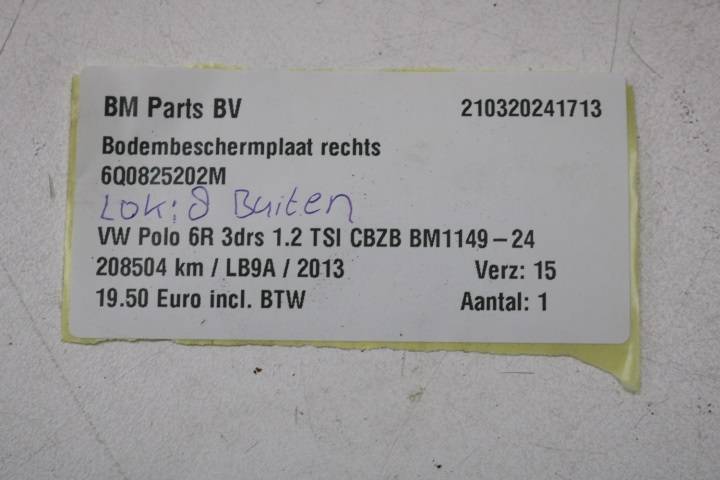 BM Parts BV 210320241713
Bodembeschermplaat rechts
6Q0825202M
Lok: 8 Buiten
VW Polo 6R 3drs 1.2 TSI CBZB BM1149-24
208504 km / LB9A / 2013 Verz: 15
19.50 Euro incl. BTW Aantal: 1